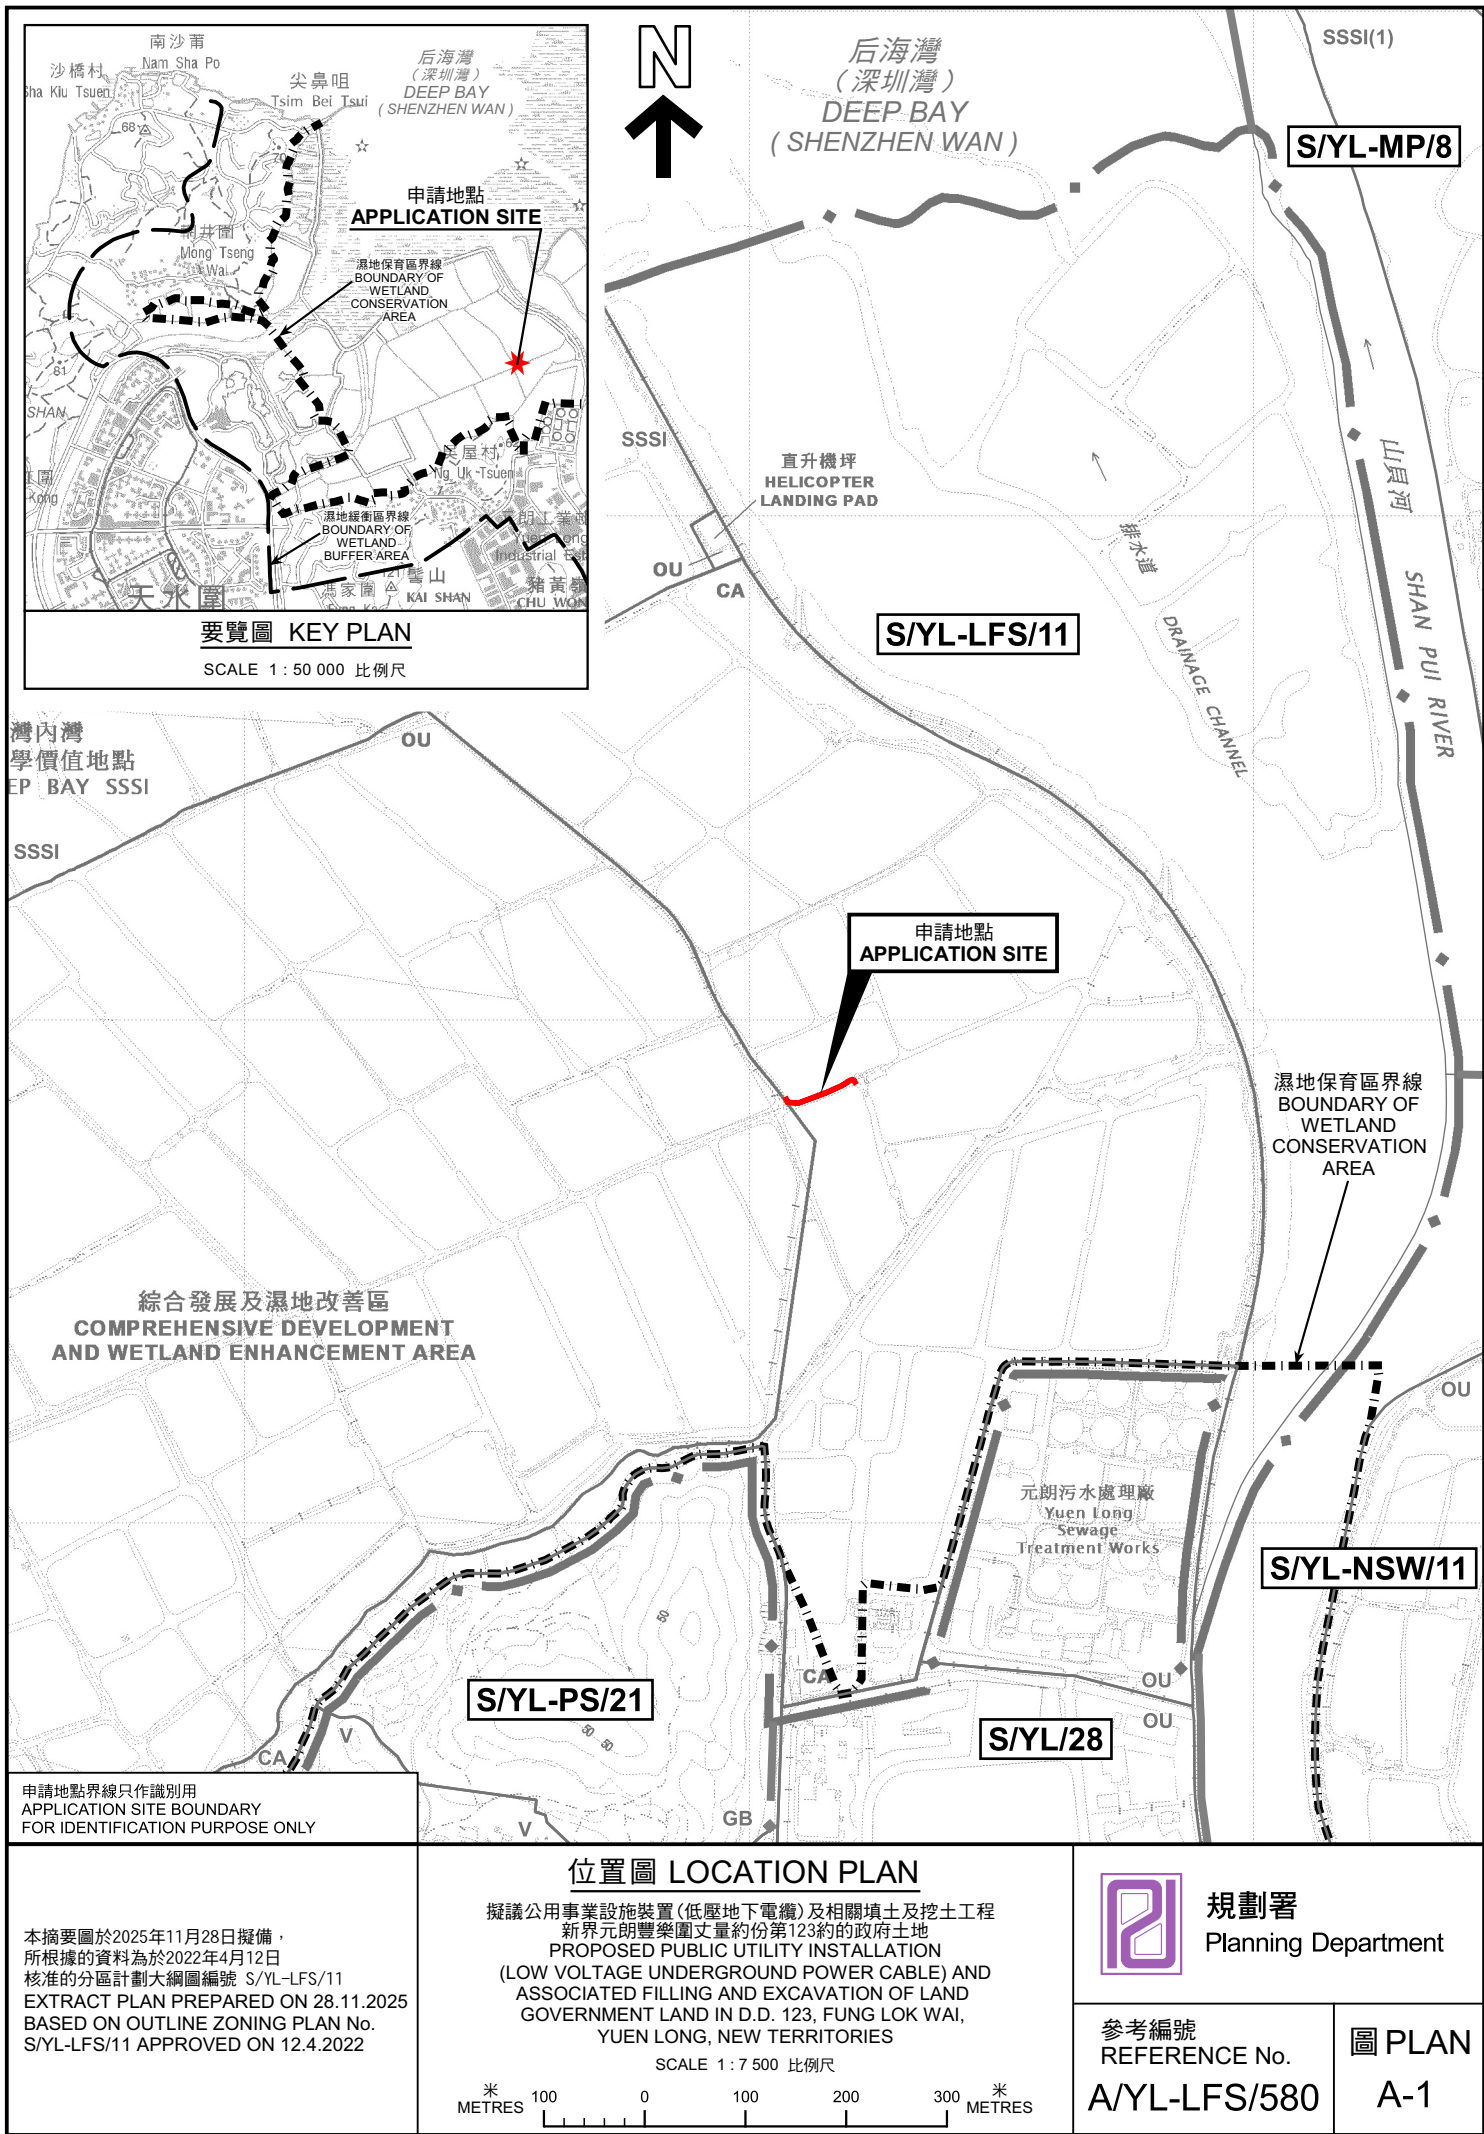 南沙莆
Nam Sha Po
沙橋村
Sha Kiu Tsuen
尖鼻咀
Tsim Bei Tsui
后海灣
(深圳灣)
DEEP BAY
( SHENZHEN WAN )
68
申請地點
APPLICATION SITE
Mong Tseng
Wai
濕地保育區界線
BOUNDARY OF
WETLAND
CONSERVATION
AREA
81
SHAN
Kong
吳屋村
Ng Uk Tsuen
濕地緩衝區界線
BOUNDARY OF
WETLAND
BUFFER AREA
Industrial Est
天水圍
馮家圍
121
髻山
KAI SHAN
豬黃嶺
CHU WON
要覽圖 KEY PLAN
SCALE 1 : 50 000 比例尺
N
后海灣
(深圳灣)
DEEP BAY
( SHENZHEN WAN )
SSSI(1)
S/YL-MP/8
SSSI
直升機坪
HELICOPTER
LANDING PAD
OU
CA
S/YL-LFS/11
排水道
DRAINAGE CHANNEL
山貝河
SHAN PUI RIVER
灣內灣
學價值地點
EP BAY SSSI
OU
SSSI
申請地點
APPLICATION SITE
濕地保育區界線
BOUNDARY OF
WETLAND
CONSERVATION
AREA
綜合發展及濕地改善區
COMPREHENSIVE DEVELOPMENT
AND WETLAND ENHANCEMENT AREA
OU
元朗污水處理廠
Yuen Long
Sewage
Treatment Works
S/YL-NSW/11
50
CA
S/YL-PS/21
50
50
OU
OU
S/YL/28
V
CA
GB
V
申請地點界線只作識別用
APPLICATION SITE BOUNDARY
FOR IDENTIFICATION PURPOSE ONLY
本摘要圖於2025年11月28日擬備，
所根據的資料為於2022年4月12日
核准的分區計劃大綱圖編號 S/YL-LFS/11
EXTRACT PLAN PREPARED ON 28.11.2025
BASED ON OUTLINE ZONING PLAN No.
S/YL-LFS/11 APPROVED ON 12.4.2022
位置圖 LOCATION PLAN
擬議公用事業設施裝置(低壓地下電纜)及相關填土及挖土工程
新界元朗豐樂圍丈量約份第123約的政府土地
PROPOSED PUBLIC UTILITY INSTALLATION
(LOW VOLTAGE UNDERGROUND POWER CABLE) AND
ASSOCIATED FILLING AND EXCAVATION OF LAND
GOVERNMENT LAND IN D.D. 123, FUNG LOK WAI,
YUEN LONG, NEW TERRITORIES
SCALE 1 : 7 500 比例尺
米 METRES 100 0 100 200 300 米 METRES
規劃署
Planning Department
參考編號
REFERENCE No.
A/YL-LFS/580
圖 PLAN
A-1